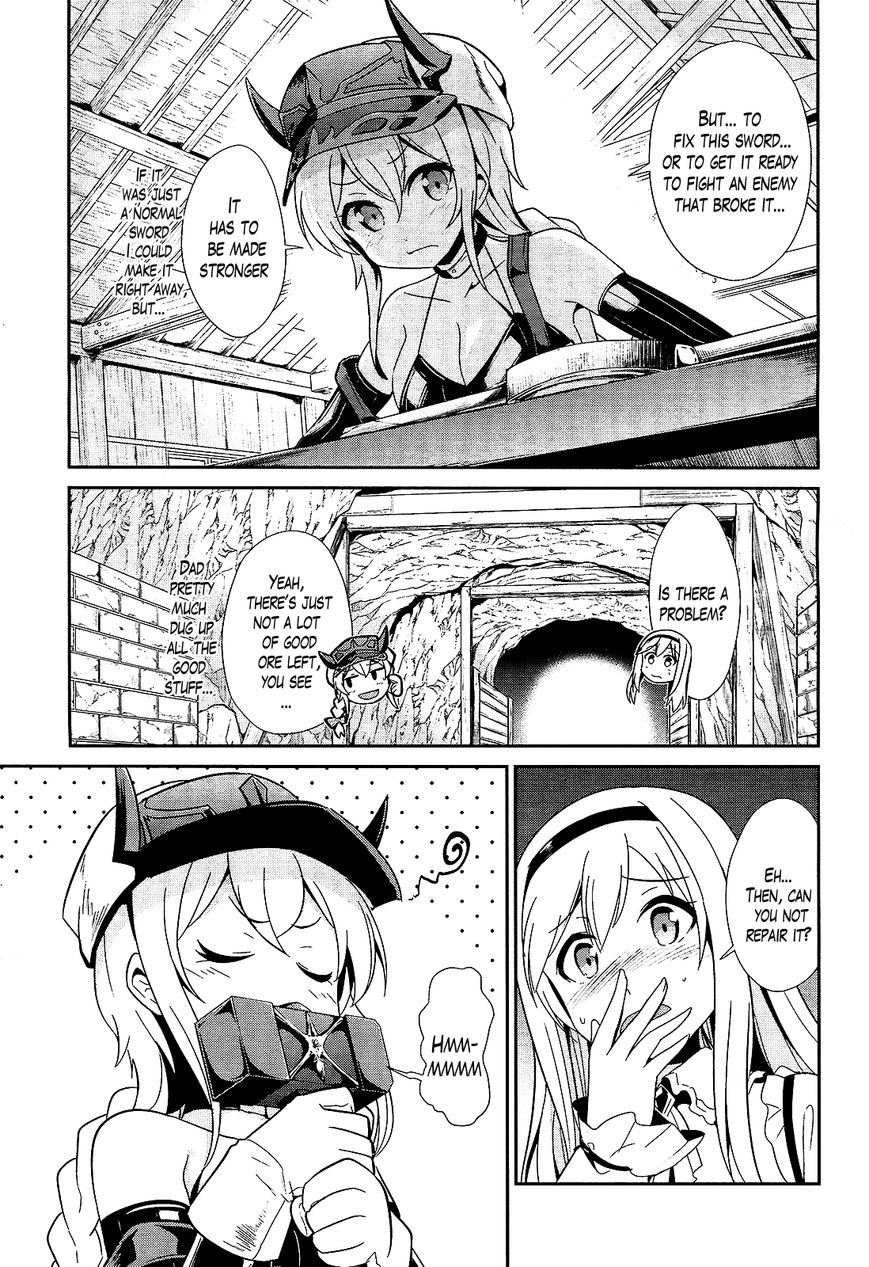 BUT... TO
FIX THIS SWORD...
OR TO GET IT READY
TO FIGHT AN ENEMY
THAT BROKE IT...
IT
HAS TO
BE MADE
STRONGER
IF IT
WAS JUST
A NORMAL
SWORD
I COULD
MAKE IT
RIGHT AWAY,
BUT...
IS THERE A
PROBLEM?
YEAH,
THERE'S JUST
NOT A LOT
OF GOOD
ORE LEFT,
YOU SEE
...
DAD
PRETTY
MUCH
DUG UP
ALL THE
GOOD
STUFF...
EH...
THEN, CAN
YOU NOT
REPAIR IT?
HMM-
MMMMM